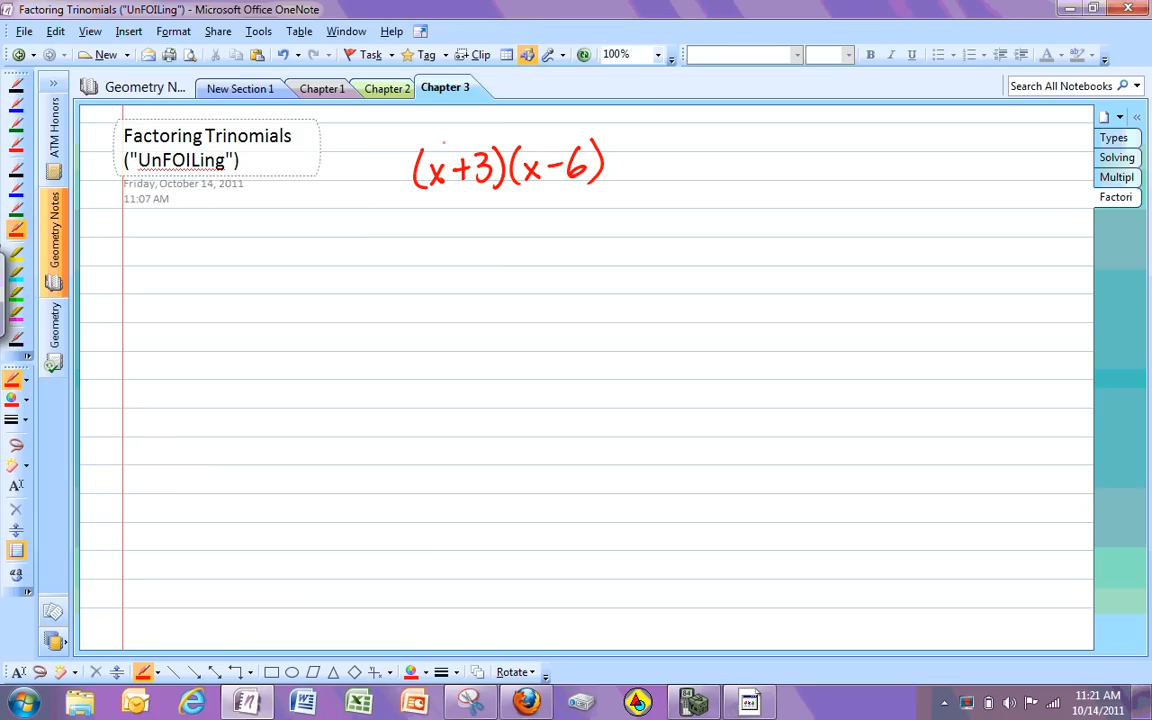 Factoring Trinomials ("UnFOILing") - Microsoft Office OneNote
File Edit View Insert Format Share Tools Table Window Help
New Task Tag Clip 100% B I U A ab
Geometry N... New Section 1 Chapter 1 Chapter 2 Chapter 3 Search All Notebooks
ATM Honors
Geometry Notes
Geometry
Factoring Trinomials
("UnFOILing")
Friday, October 14, 2011
11:07 AM
(x+3)(x-6)
Types
Solving
Multipl
Factori
Rotate
11:21 AM
10/14/2011